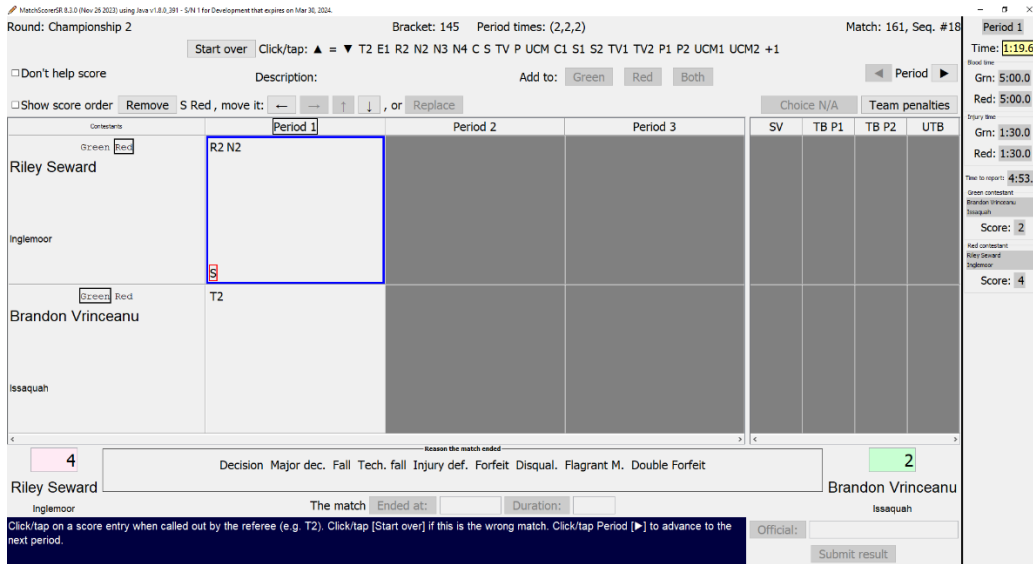 MatchScorerSR 8.3.0 (Nov 26 2023) using Java v1.8.0_391 - S/N 1 for Development that expires on Mar 30, 2024.
Round: Championship 2 Bracket: 145 Period times: (2,2,2) Match: 161, Seq. #18 Period 1
Start over Click/tap: ▲ = ▼ T2 E1 R2 N2 N3 N4 C S TV P UCM C1 S1 S2 TV1 TV2 P1 P2 UCM1 UCM2 +1 Time: 1:19.6
Blood time
Don't help score Description: Add to: Green Red Both ◀ Period ▶ Grn: 5:00.0
Show score order Remove S Red , move it: ← → ↑ ↓ , or Replace Choice N/A Team penalties Red: 5:00.0
Contestants Period 1 Period 2 Period 3 SV TB P1 TB P2 UTB Injury time
Grn: 1:30.0
Green Red R2 N2 Red: 1:30.0
Riley Seward
Time to report: 4:53.
Green contestant
Brandon Vrinceanu
Issaquah
Score: 2
Inglemoor
Red contestant
Riley Seward
Inglemoor
S
Score: 4
Green Red T2
Brandon Vrinceanu
Issaquah
Reason the match ended
4 Decision Major dec. Fall Tech. fall Injury def. Forfeit Disqual. Flagrant M. Double Forfeit 2
Riley Seward Brandon Vrinceanu
Inglemoor The match Ended at: Duration: Issaquah
Click/tap on a score entry when called out by the referee (e.g. T2). Click/tap [Start over] if this is the wrong match. Click/tap Period [▶] to advance to the
next period.
Official:
Submit result